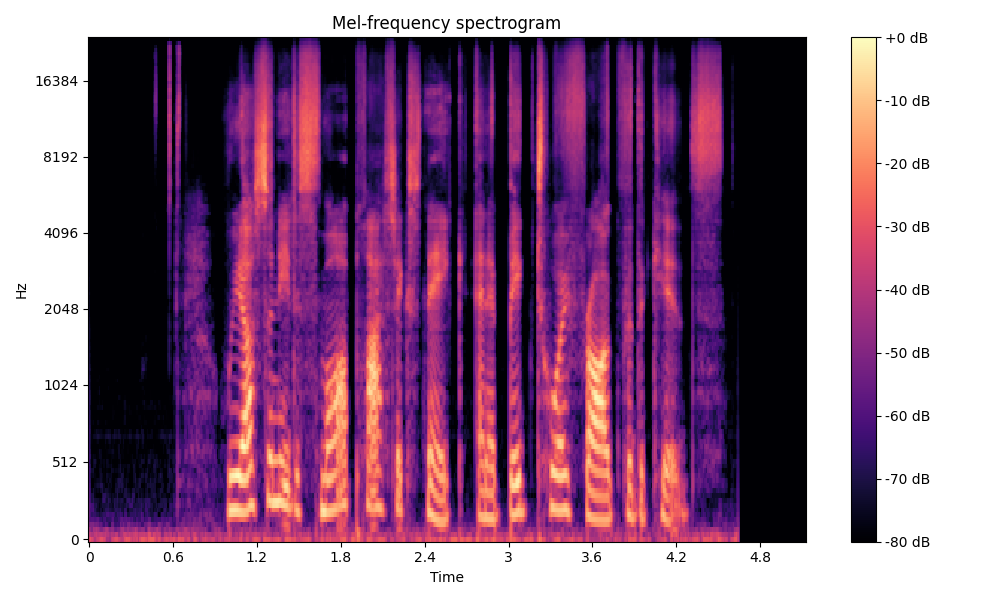 Mel-frequency spectrogram
Hz
16384
8192
4096
2048
1024
512
0
0 0.6 1.2 1.8 2.4 3 3.6 4.2 4.8
Time
+0 dB
-10 dB
-20 dB
-30 dB
-40 dB
-50 dB
-60 dB
-70 dB
-80 dB